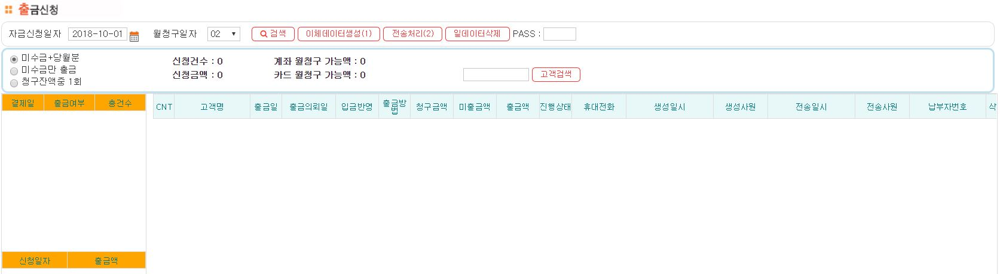 출금신청
자금신청일자 2018-10-01 월청구일자 02 검색 이체데이터생성(1) 전송처리(2) 일데이터삭제 PASS :
미수금+당월분
미수금만 출금
청구잔액중 1회
신청건수 : 0 계좌 월청구 가능액 : 0
신청금액 : 0 카드 월청구 가능액 : 0
고객검색
결제일 출금여부 총건수
CNT 고객명 출금일 출금의뢰일 입금반영 출금방법 청구금액 미출금액 출금액 진행상태 휴대전화 생성일시 생성사원 전송일시 전송사원 납부자번호 삭
신청일자 출금액